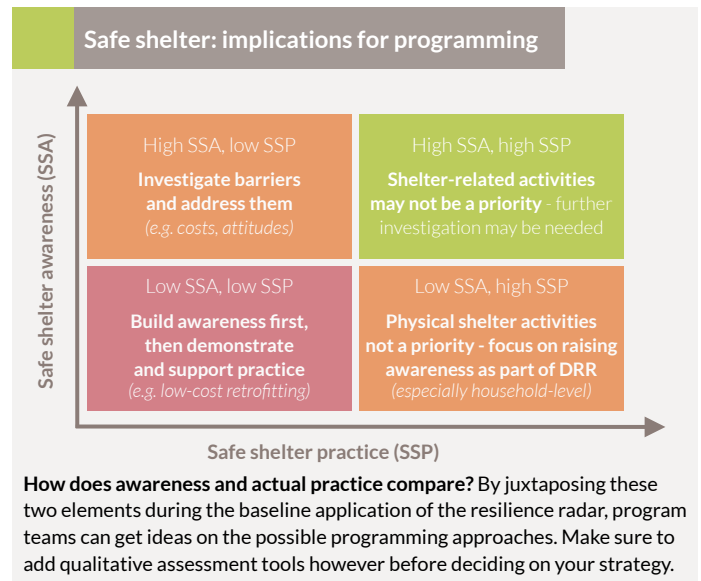 Safe shelter: implications for programming
Safe shelter awareness (SSA)
High SSA, low SSP
Investigate barriers
and address them
(e.g. costs, attitudes)
High SSA, high SSP
Shelter-related activities
may not be a priority - further
investigation may be needed
Low SSA, low SSP
Build awareness first,
then demonstrate
and support practice
(e.g. low-cost retrofitting)
Low SSA, high SSP
Physical shelter activities
not a priority - focus on raising
awareness as part of DRR
(especially household-level)
Safe shelter practice (SSP)
How does awareness and actual practice compare? By juxtaposing these
two elements during the baseline application of the resilience radar, program
teams can get ideas on the possible programming approaches. Make sure to
add qualitative assessment tools however before deciding on your strategy.